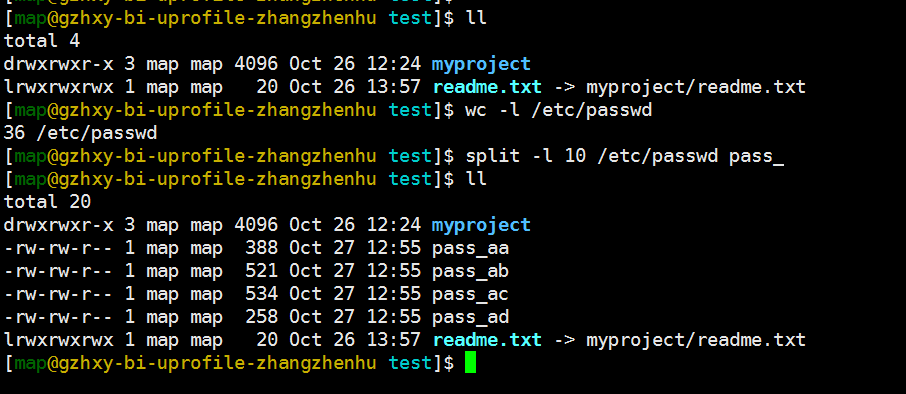 [map@gzhxy-bi-uprofile-zhangzhenhu test]$ ll
total 4
drwxrwxr-x 3 map map 4096 Oct 26 12:24 myproject
lrwxrwxrwx 1 map map   20 Oct 26 13:57 readme.txt -> myproject/readme.txt
[map@gzhxy-bi-uprofile-zhangzhenhu test]$ wc -l /etc/passwd
36 /etc/passwd
[map@gzhxy-bi-uprofile-zhangzhenhu test]$ split -l 10 /etc/passwd pass_
[map@gzhxy-bi-uprofile-zhangzhenhu test]$ ll
total 20
drwxrwxr-x 3 map map 4096 Oct 26 12:24 myproject
-rw-rw-r-- 1 map map  388 Oct 27 12:55 pass_aa
-rw-rw-r-- 1 map map  521 Oct 27 12:55 pass_ab
-rw-rw-r-- 1 map map  534 Oct 27 12:55 pass_ac
-rw-rw-r-- 1 map map  258 Oct 27 12:55 pass_ad
lrwxrwxrwx 1 map map   20 Oct 26 13:57 readme.txt -> myproject/readme.txt
[map@gzhxy-bi-uprofile-zhangzhenhu test]$